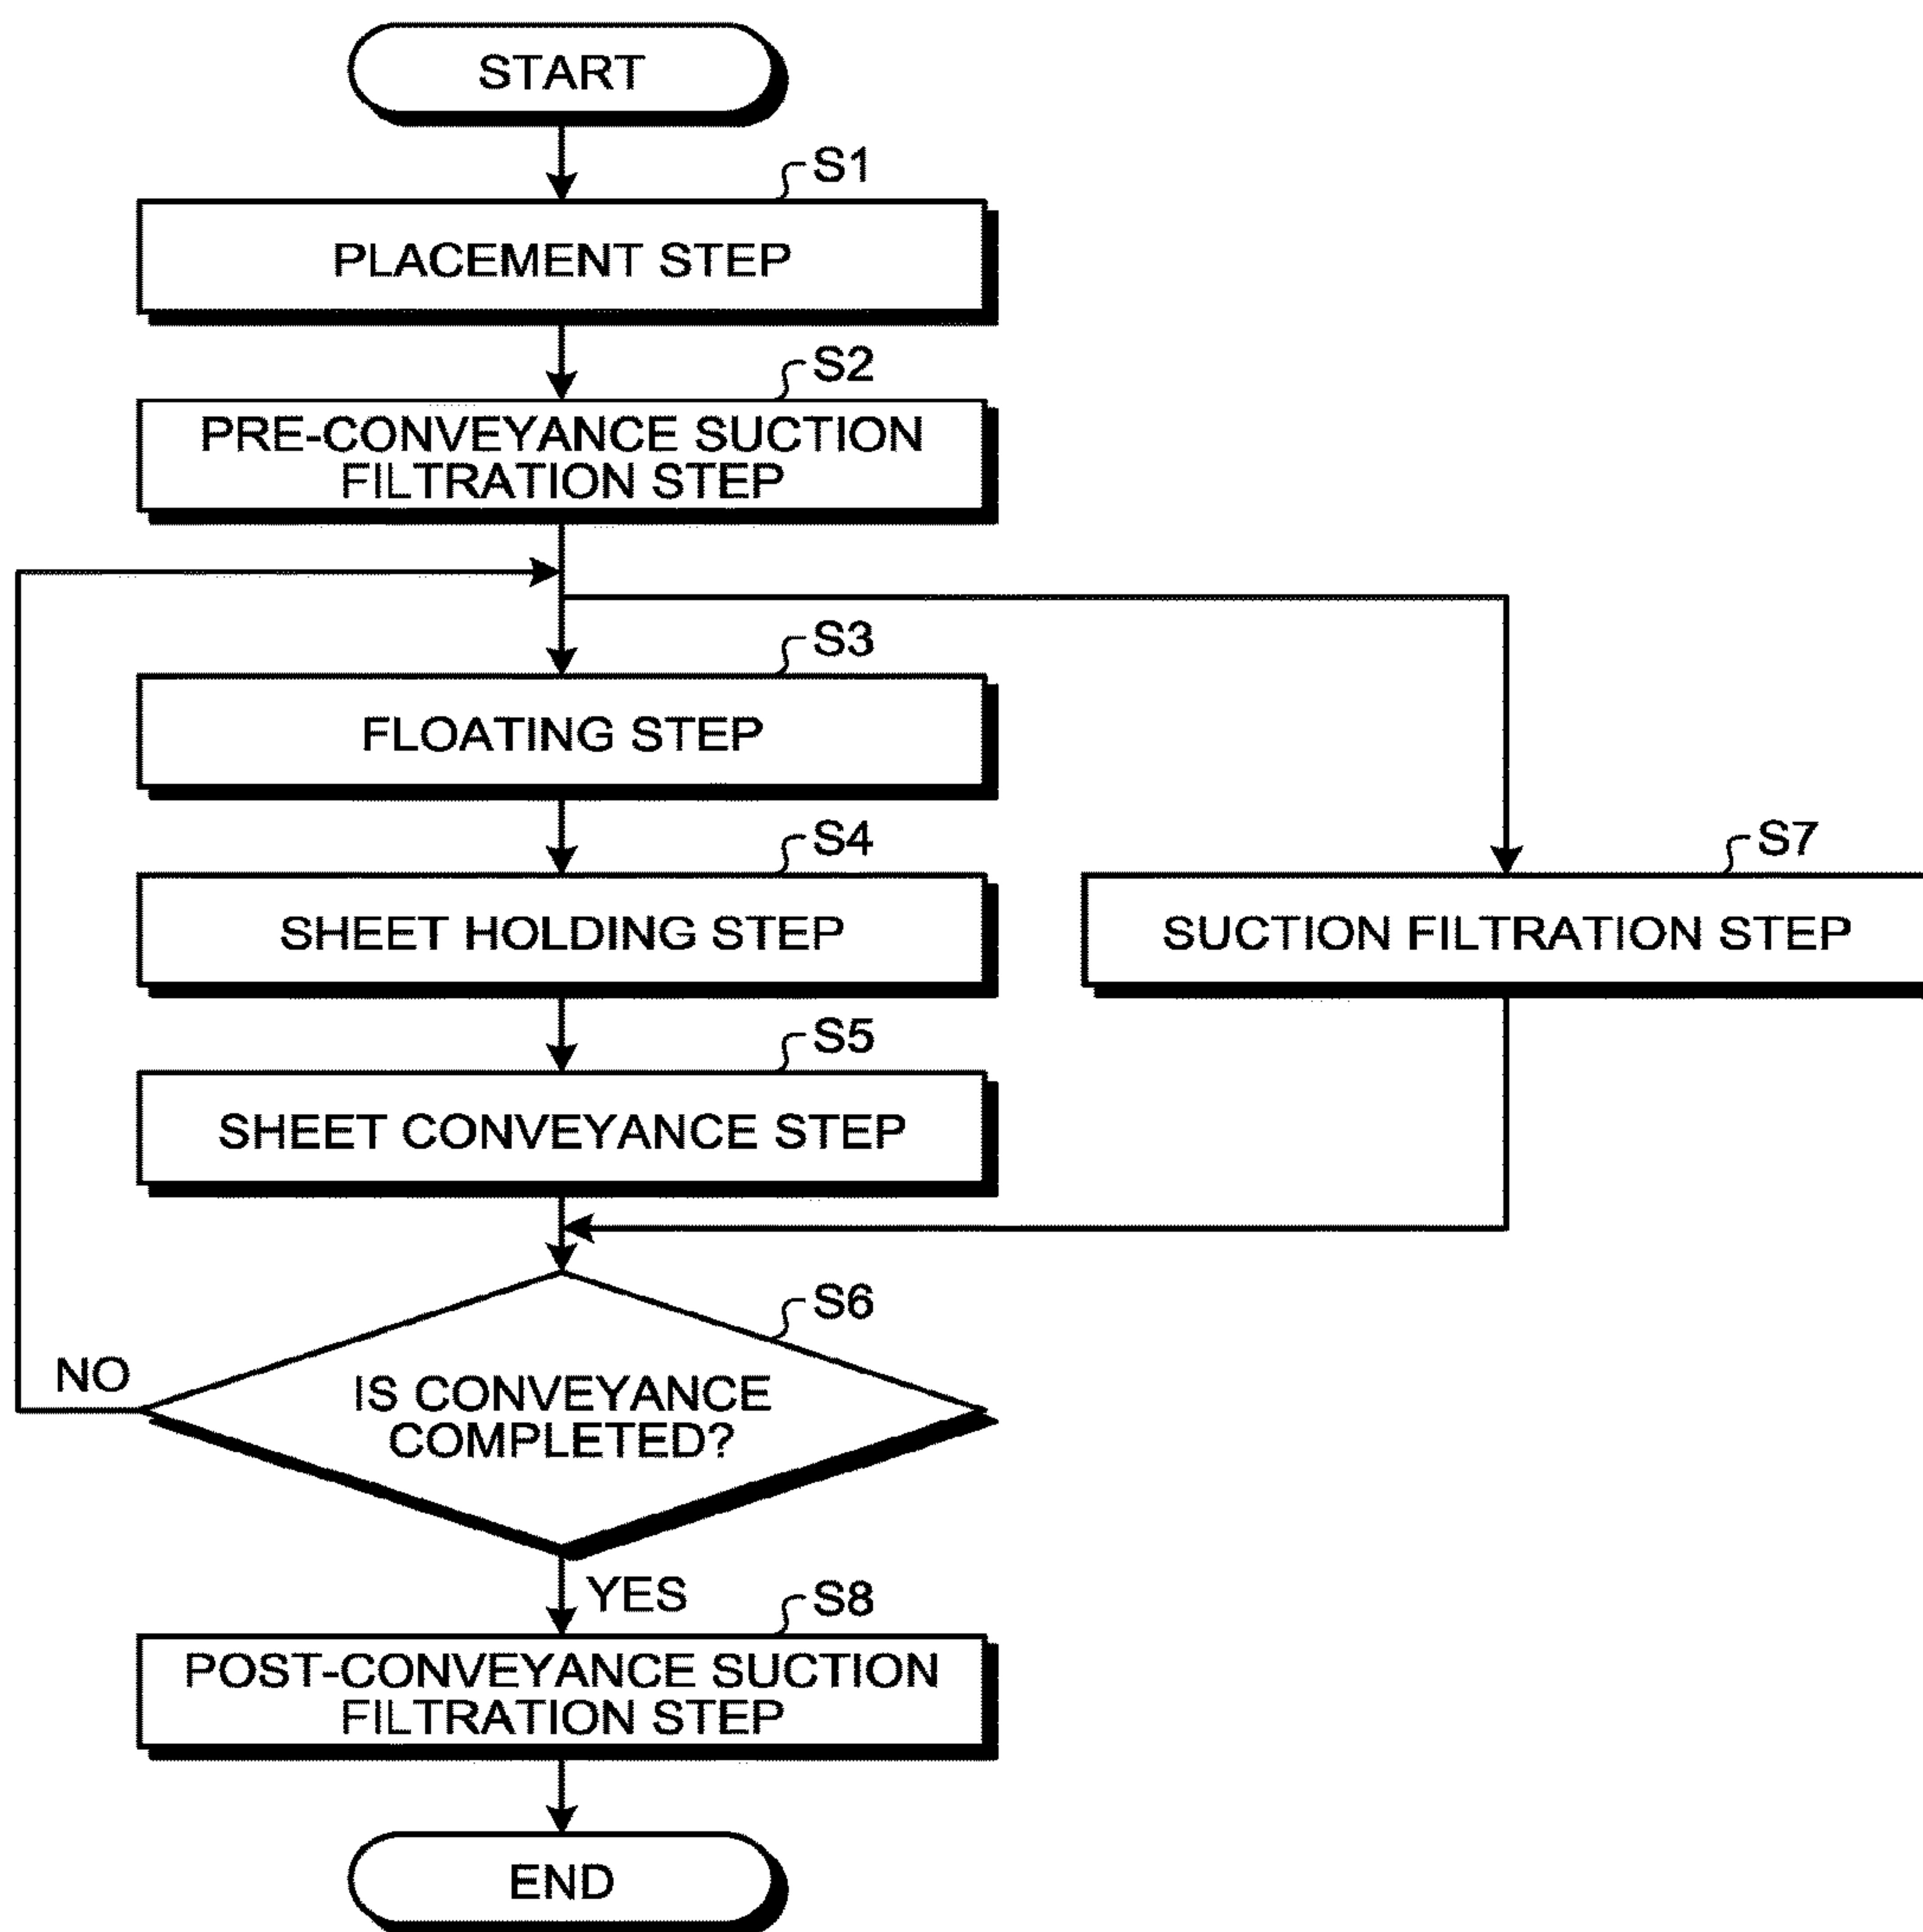 START
S1
PLACEMENT STEP
S2
PRE-CONVEYANCE SUCTION
FILTRATION STEP
S3
FLOATING STEP
S4
SHEET HOLDING STEP
S7
SUCTION FILTRATION STEP
S5
SHEET CONVEYANCE STEP
S6
NO
IS CONVEYANCE
COMPLETED?
YES
S8
POST-CONVEYANCE SUCTION
FILTRATION STEP
END